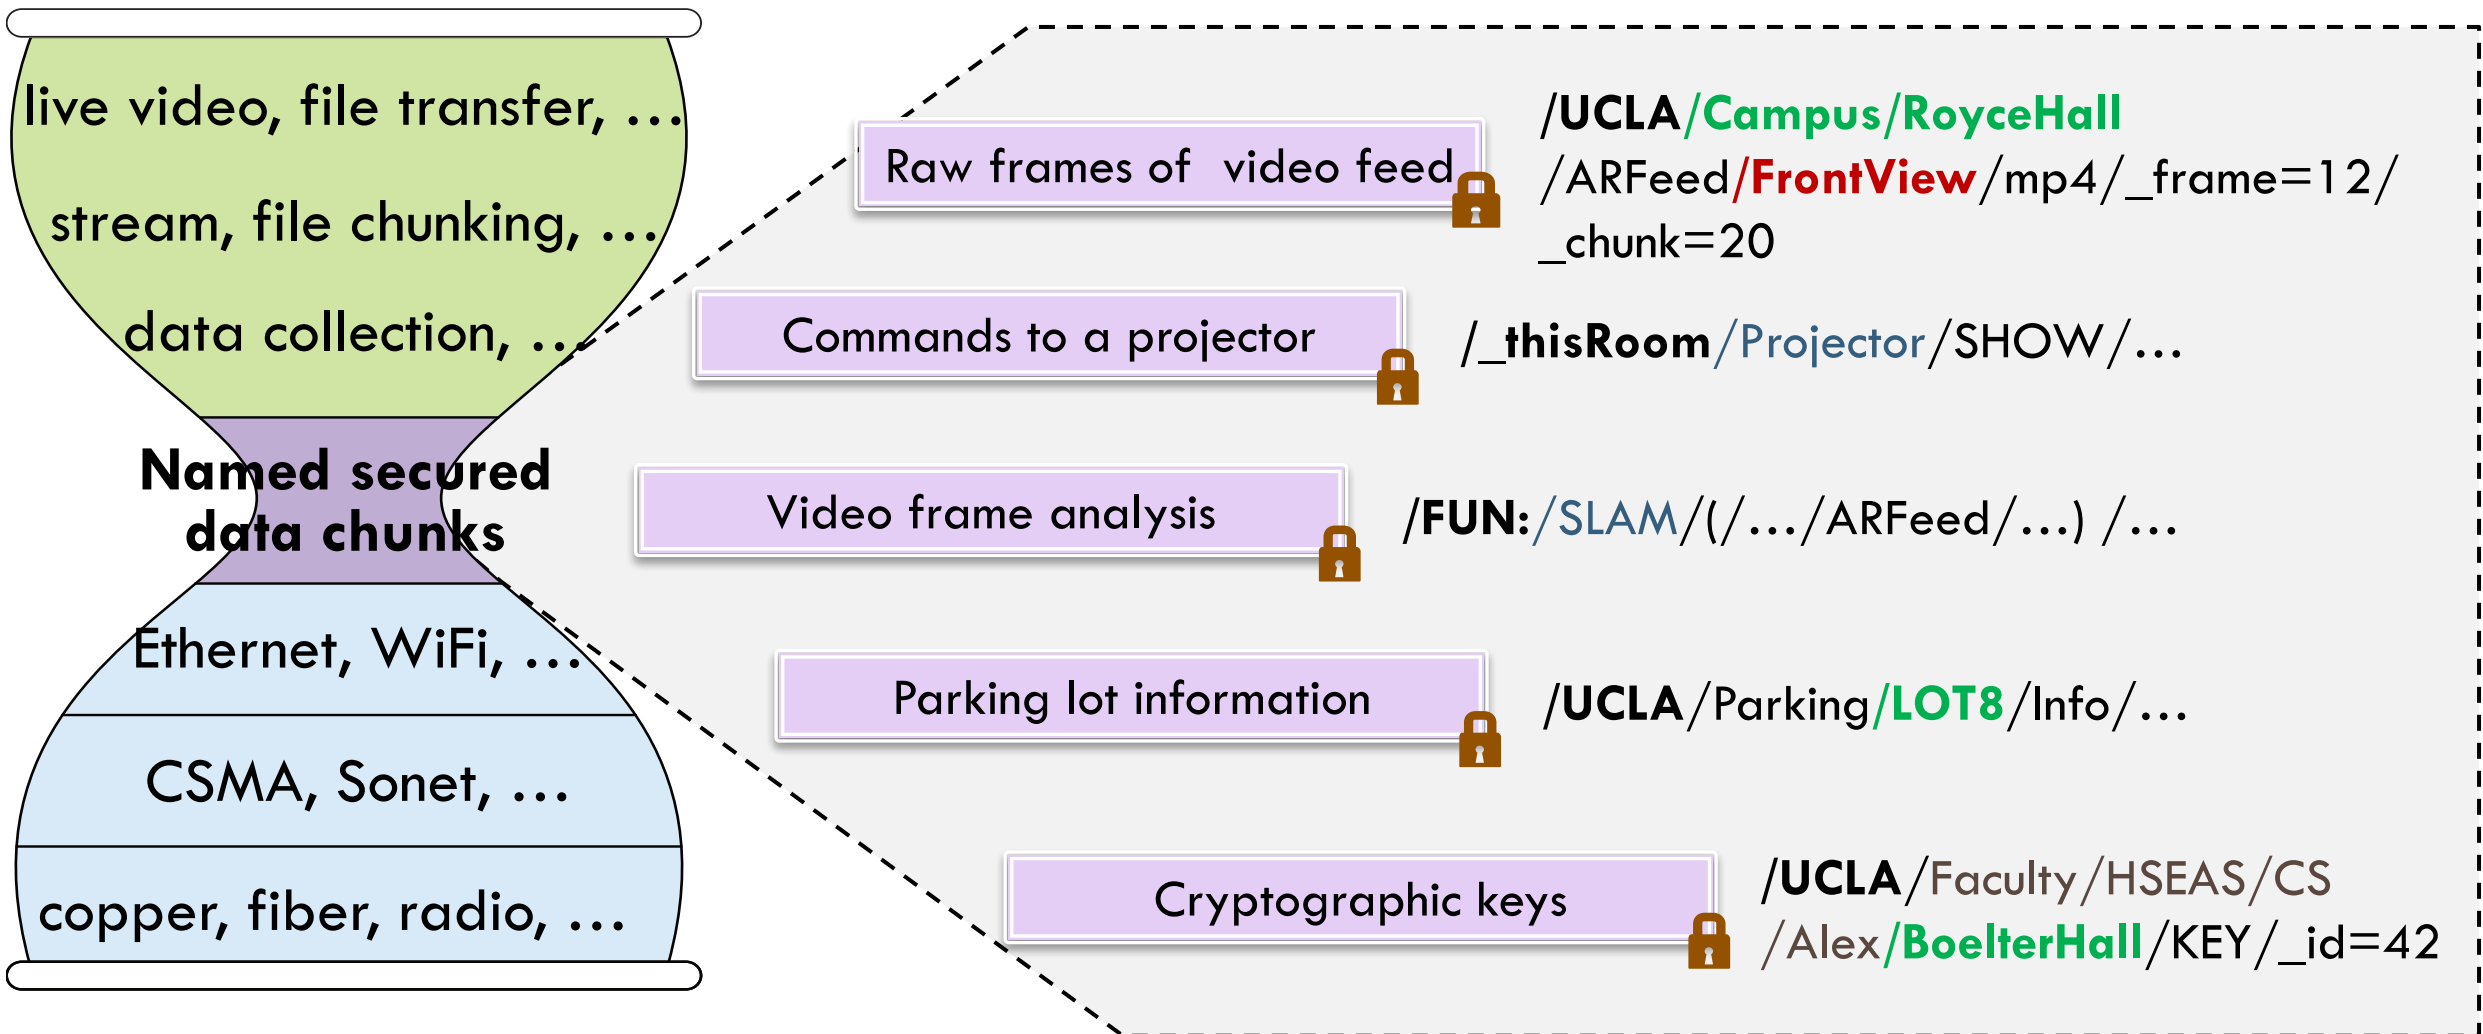 live video, file transfer, …
stream, file chunking, …
data collection, …
Named secured
data chunks
Ethernet, WiFi, …
CSMA, Sonet, …
copper, fiber, radio, …
Raw frames of video feed
/UCLA/Campus/RoyceHall
/ARFeed/FrontView/mp4/_frame=12/
_chunk=20
Commands to a projector
/_thisRoom/Projector/SHOW/…
Video frame analysis
/FUN:/SLAM/(/…/ARFeed/…) /…
Parking lot information
/UCLA/Parking/LOT8/Info/…
Cryptographic keys
/UCLA/Faculty/HSEAS/CS
/Alex/BoelterHall/KEY/_id=42